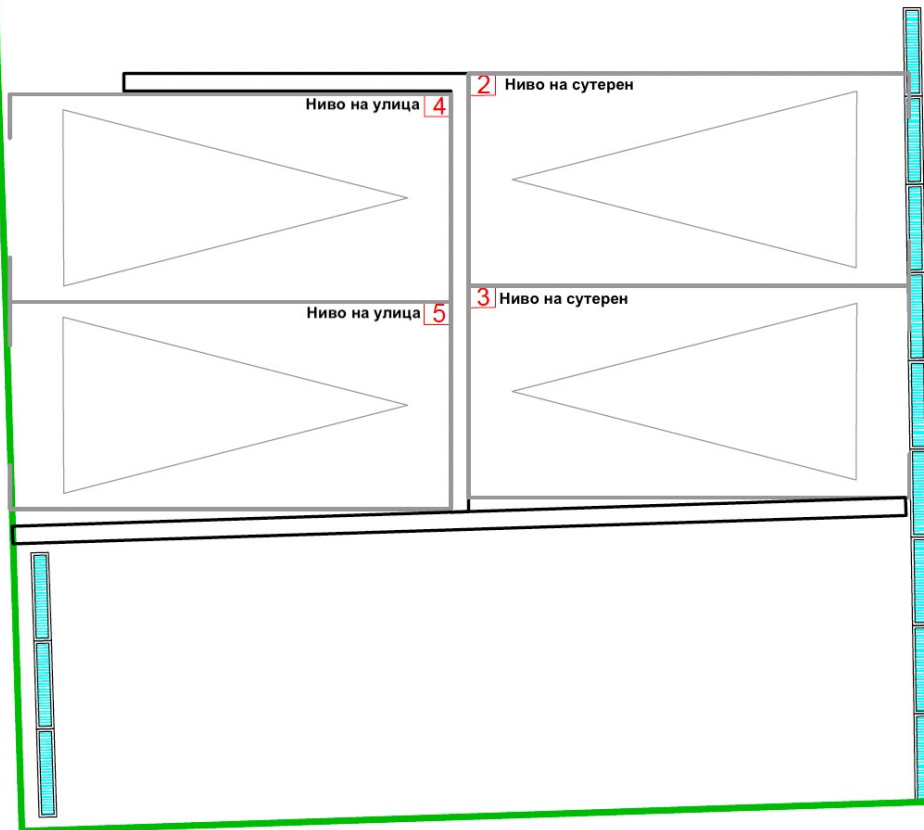 2 Ниво на сутерен
Ниво на улица 4
3 Ниво на сутерен
Ниво на улица 5